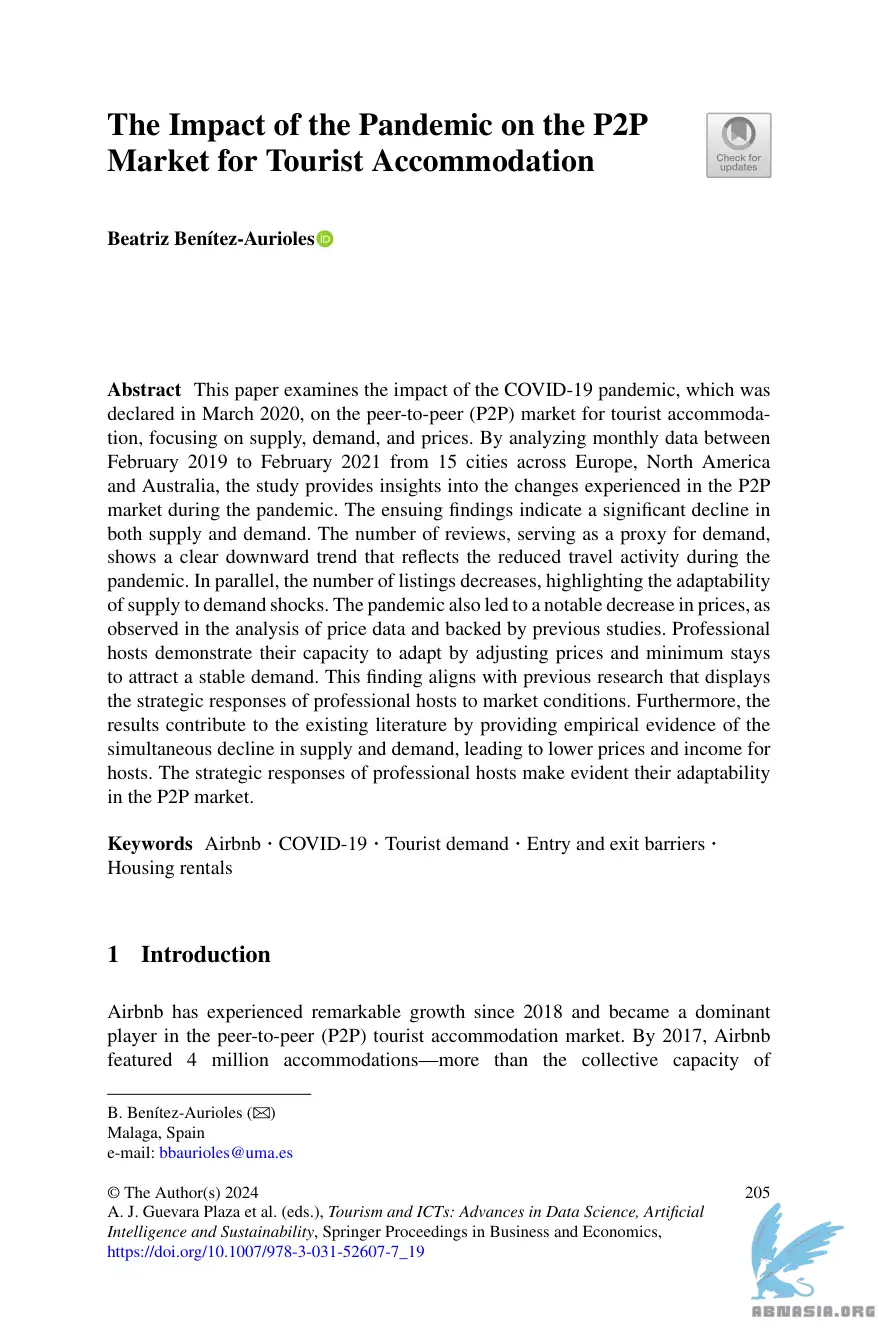 The Impact of the Pandemic on the P2P
Market for Tourist Accommodation
Check for
updates
Beatriz Benítez-Aurioles
iD
Abstract This paper examines the impact of the COVID-19 pandemic, which was
declared in March 2020, on the peer-to-peer (P2P) market for tourist accommoda-
tion, focusing on supply, demand, and prices. By analyzing monthly data between
February 2019 to February 2021 from 15 cities across Europe, North America
and Australia, the study provides insights into the changes experienced in the P2P
market during the pandemic. The ensuing findings indicate a significant decline in
both supply and demand. The number of reviews, serving as a proxy for demand,
shows a clear downward trend that reflects the reduced travel activity during the
pandemic. In parallel, the number of listings decreases, highlighting the adaptability
of supply to demand shocks. The pandemic also led to a notable decrease in prices, as
observed in the analysis of price data and backed by previous studies. Professional
hosts demonstrate their capacity to adapt by adjusting prices and minimum stays
to attract a stable demand. This finding aligns with previous research that displays
the strategic responses of professional hosts to market conditions. Furthermore, the
results contribute to the existing literature by providing empirical evidence of the
simultaneous decline in supply and demand, leading to lower prices and income for
hosts. The strategic responses of professional hosts make evident their adaptability
in the P2P market.
Keywords Airbnb · COVID-19 · Tourist demand · Entry and exit barriers ·
Housing rentals
1 Introduction
Airbnb has experienced remarkable growth since 2018 and became a dominant
player in the peer-to-peer (P2P) tourist accommodation market. By 2017, Airbnb
featured 4 million accommodations—more than the collective capacity of
B. Benítez-Aurioles (✉)
Malaga, Spain
e-mail: bbaurioles@uma.es
© The Author(s) 2024 205
A. J. Guevara Plaza et al. (eds.), Tourism and ICTs: Advances in Data Science, Artificial
Intelligence and Sustainability, Springer Proceedings in Business and Economics,
https://doi.org/10.1007/978-3-031-52607-7_19
ABNASIA.ORG